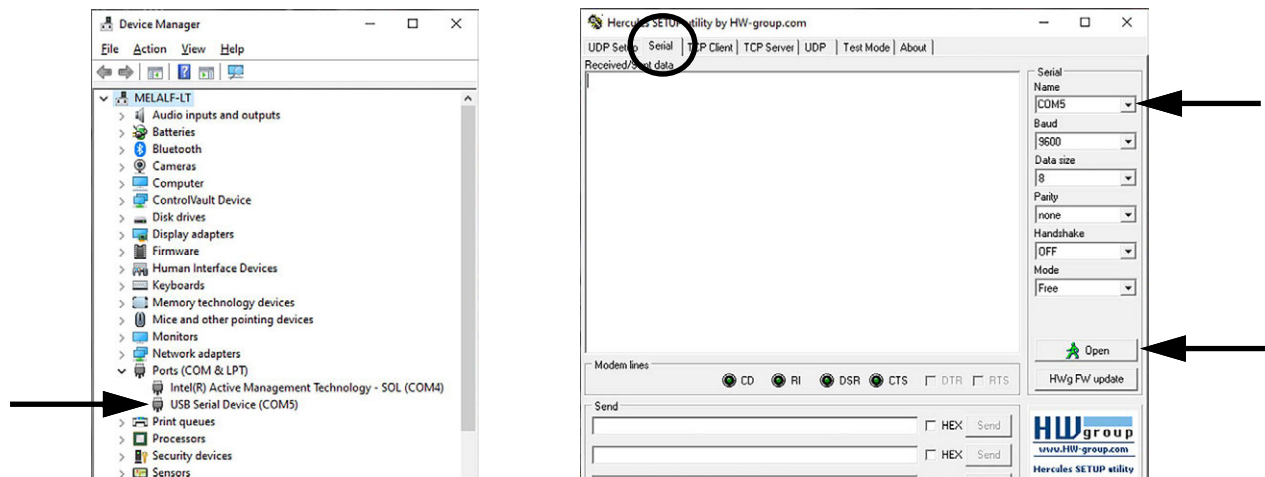 Device Manager
File Action View Help
MELALF-LT
Audio inputs and outputs
Batteries
Bluetooth
Cameras
Computer
ControlVault Device
Disk drives
Display adapters
Firmware
Human Interface Devices
Keyboards
Memory technology devices
Mice and other pointing devices
Monitors
Network adapters
Ports (COM & LPT)
Intel(R) Active Management Technology - SOL (COM4)
USB Serial Device (COM5)
Print queues
Processors
Security devices
Sensors
Hercules SETUP utility by HW-group.com
UDP Setup Serial TCP Client TCP Server UDP Test Mode About
Received/Sent data
Serial
Name
COM5
Baud
9600
Data size
8
Parity
none
Handshake
OFF
Mode
Free
Open
HWg FW update
Modem lines
CD RI DSR CTS DTR RTS
Send
HEX Send
HEX Send
HWgroup
www.HW-group.com
Hercules SETUP utility